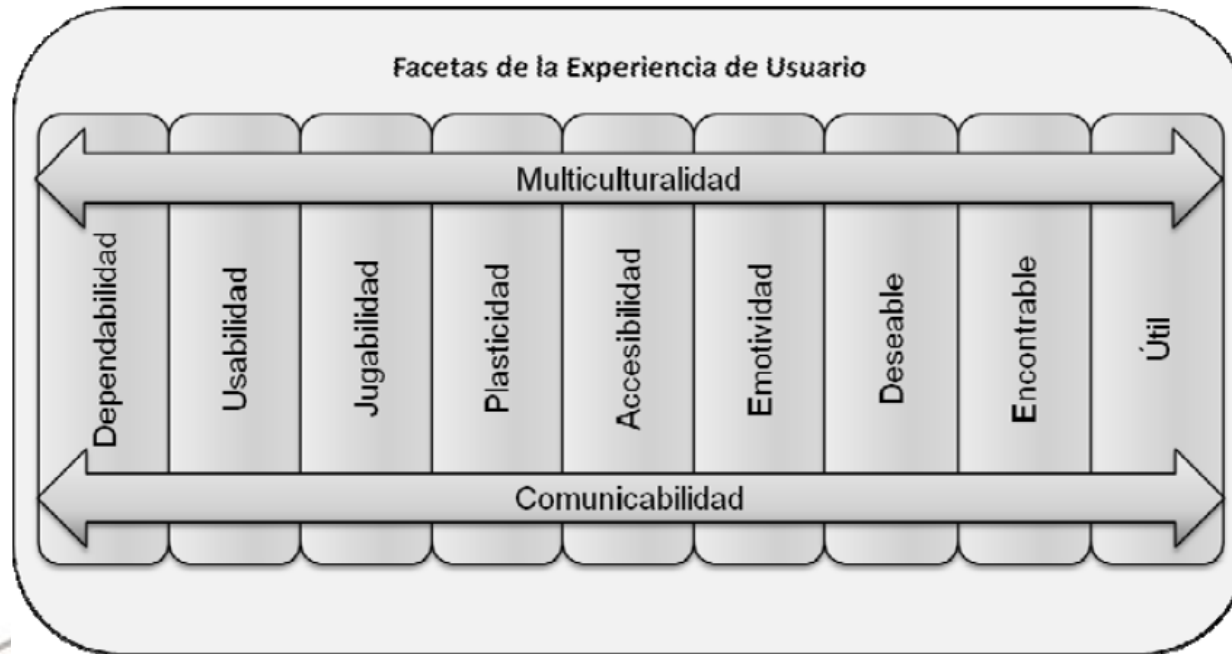 Facetas de la Experiencia de Usuario
Multiculturalidad
Dependabilidad
Usabilidad
Jugabilidad
Plasticidad
Accesibilidad
Emotividad
Deseable
Encontrable
Útil
Comunicabilidad